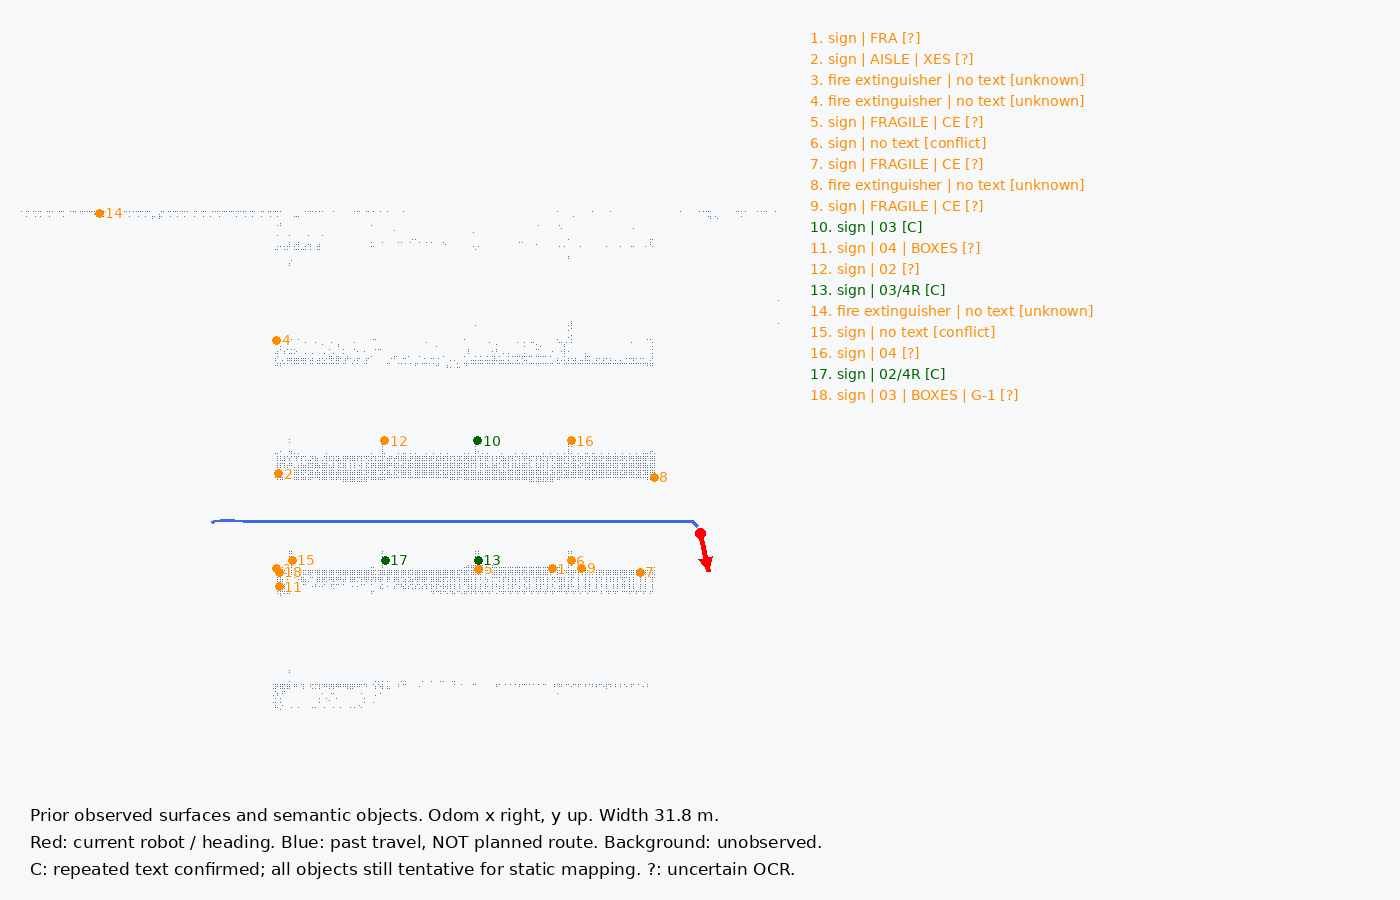 1. sign | FRA [?]
2. sign | AISLE | XES [?]
3. fire extinguisher | no text [unknown]
4. fire extinguisher | no text [unknown]
5. sign | FRAGILE | CE [?]
6. sign | no text [conflict]
7. sign | FRAGILE | CE [?]
8. fire extinguisher | no text [unknown]
9. sign | FRAGILE | CE [?]
10. sign | 03 [C]
11. sign | 04 | BOXES [?]
12. sign | 02 [?]
13. sign | 03/4R [C]
14. fire extinguisher | no text [unknown]
15. sign | no text [conflict]
16. sign | 04 [?]
17. sign | 02/4R [C]
18. sign | 03 | BOXES | G-1 [?]
14
4
12 10 16
2 8
15 17 13 6
18 1 9 7
11
Prior observed surfaces and semantic objects. Odom x right, y up. Width 31.8 m.
Red: current robot / heading. Blue: past travel, NOT planned route. Background: unobserved.
C: repeated text confirmed; all objects still tentative for static mapping. ?: uncertain OCR.